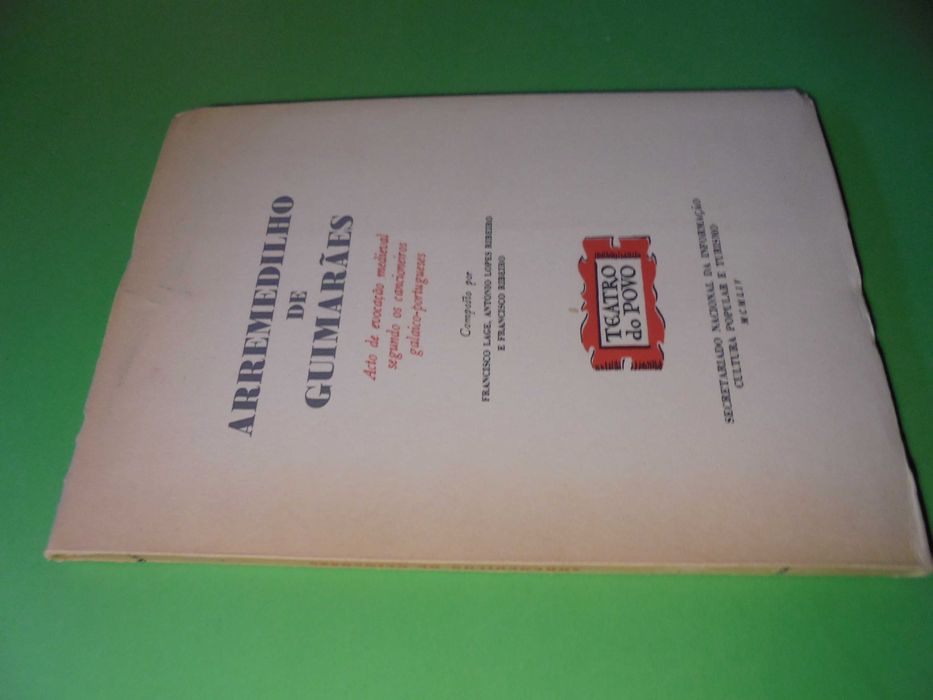 ARREMEDILHO
DE
GUIMARÃES
Acto de evocação medieval
segundo os cancioneiros
galaico-portugueses
Composto por
FRANCISCO LAGE, ANTÓNIO LOPES RIBEIRO
E FRANCISCO RIBEIRO
TEATRO
do POVO
SECRETARIADO NACIONAL DA INFORMAÇÃO
CULTURA POPULAR E TURISMO
MCMLIV